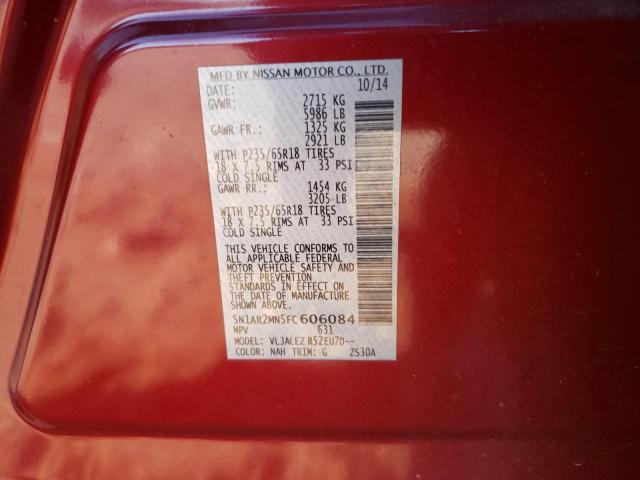 MFD BY NISSAN MOTOR CO., LTD.
DATE: 10/14
GVWR: 2715 KG
5986 LB
GAWR FR.: 1325 KG
2921 LB
WITH P235/65R18 TIRES
18 X 7.5 RIMS AT 33 PSI
COLD SINGLE
GAWR RR.: 1454 KG
3205 LB
WITH P235/65R18 TIRES
18 X 7.5 RIMS AT 33 PSI
COLD SINGLE
THIS VEHICLE CONFORMS TO
ALL APPLICABLE FEDERAL
MOTOR VEHICLE SAFETY AND
THEFT PREVENTION
STANDARDS IN EFFECT ON
THE DATE OF MANUFACTURE
SHOWN ABOVE.
5N1AR2MN5FC606084
MPV 631
MODEL: VLJALEZ R52EU7D--
COLOR: NAH TRIM: G ZS30A